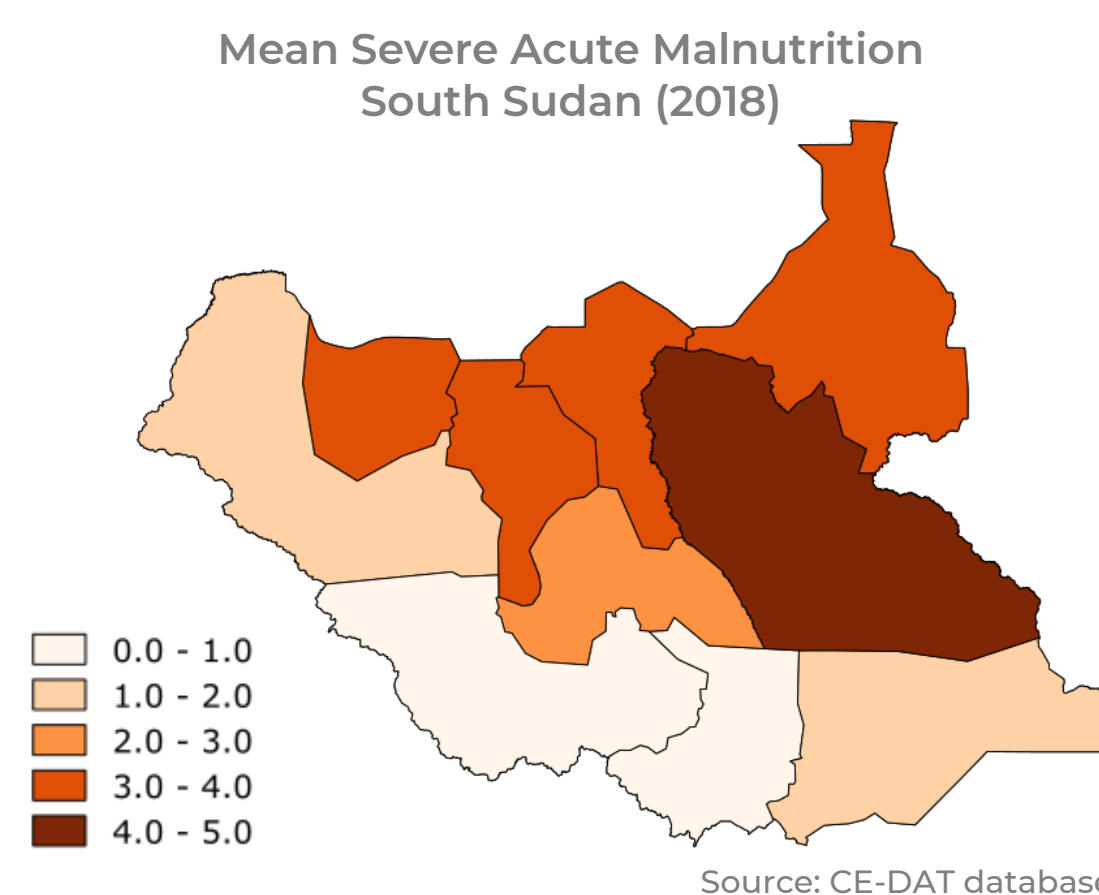 Mean Severe Acute Malnutrition
South Sudan (2018)
0.0 - 1.0
1.0 - 2.0
2.0 - 3.0
3.0 - 4.0
4.0 - 5.0
Source: CE-DAT database